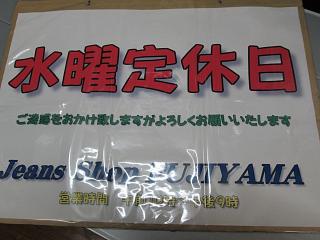 水曜定休日
ご迷惑をおかけ致しますがよろしくお願いいたします
Jeans Shop FUJIYAMA
営業時間 午前 後9時